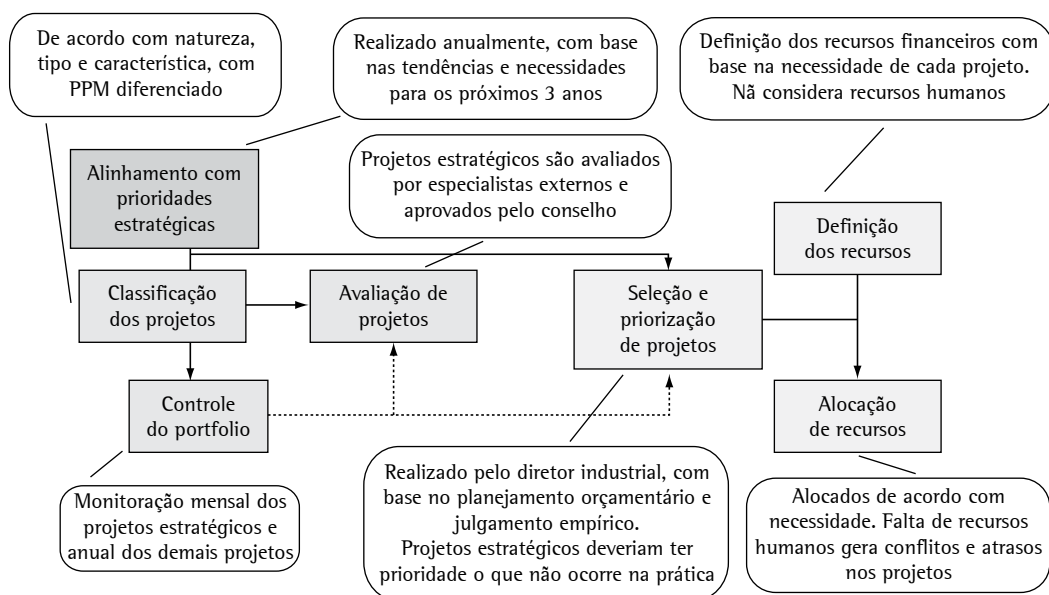 De acordo com natureza,
tipo e característica, com
PPM diferenciado
Realizado anualmente, com base
nas tendências e necessidades
para os próximos 3 anos
Definição dos recursos financeiros com
base na necessidade de cada projeto.
Nã considera recursos humanos
Alinhamento com
prioridades
estratégicas
Projetos estratégicos são avaliados
por especialistas externos e
aprovados pelo conselho
Definição
dos recursos
Classificação
dos projetos
Avaliação de
projetos
Seleção e
priorização
de projetos
Controle
do portfolio
Alocação
de recursos
Monitoração mensal dos
projetos estratégicos e
anual dos demais projetos
Realizado pelo diretor industrial, com
base no planejamento orçamentário e
julgamento empírico.
Projetos estratégicos deveriam ter
prioridade o que não ocorre na prática
Alocados de acordo com
necessidade. Falta de recursos
humanos gera conflitos e atrasos
nos projetos